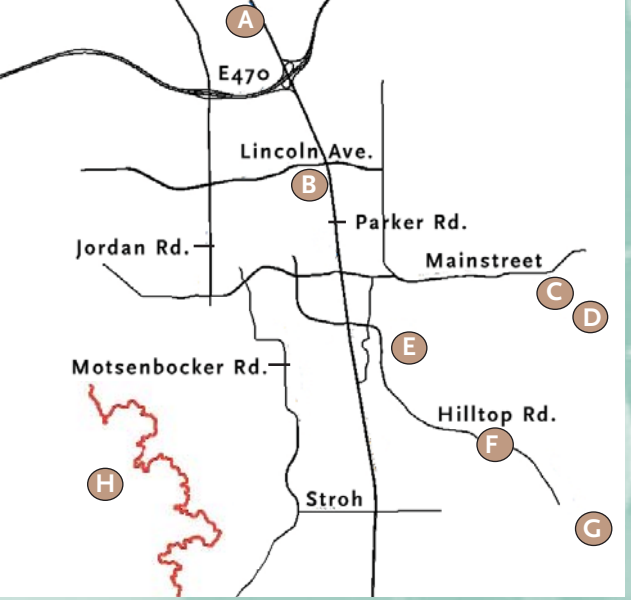 A
E470
Lincoln Ave.
B
Parker Rd.
Jordan Rd.
Mainstreet
C
D
E
Motsenbocker Rd.
Hilltop Rd.
F
H
Stroh
G